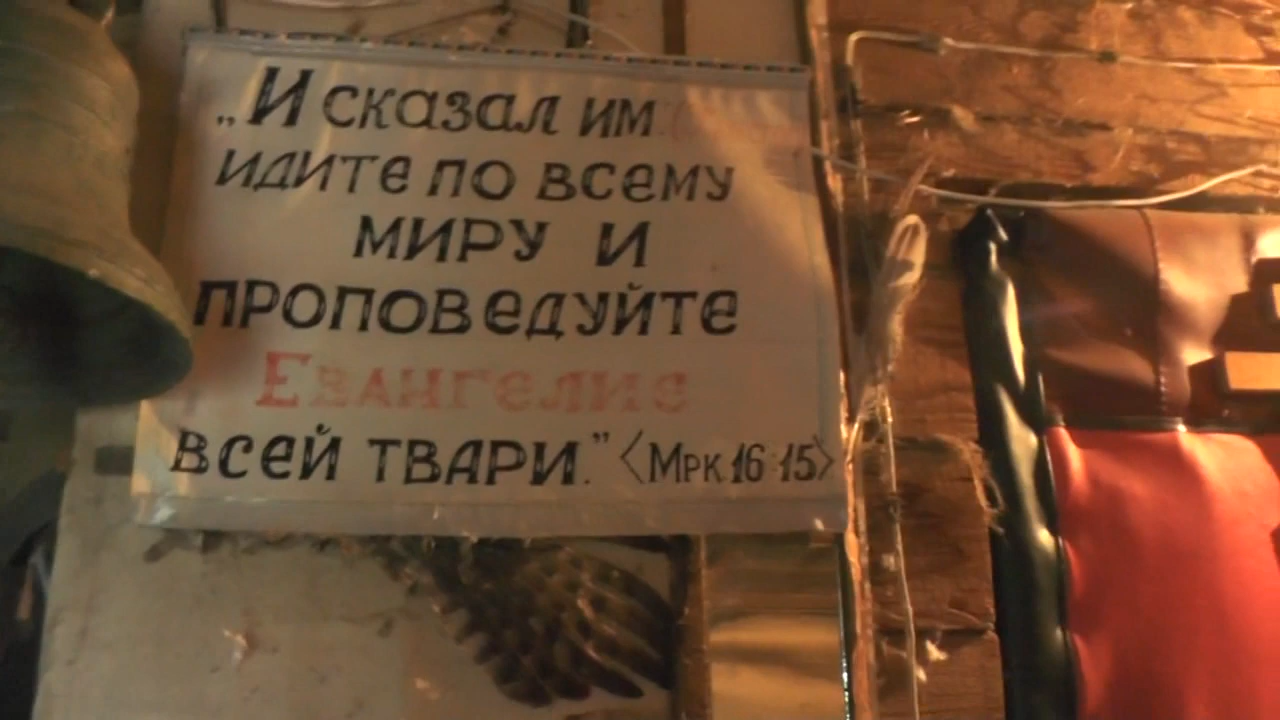 „И сказал им:
идите по всему
миру и
проповедуйте
Евангелие
всей твари.” <Мрк. 16:15>